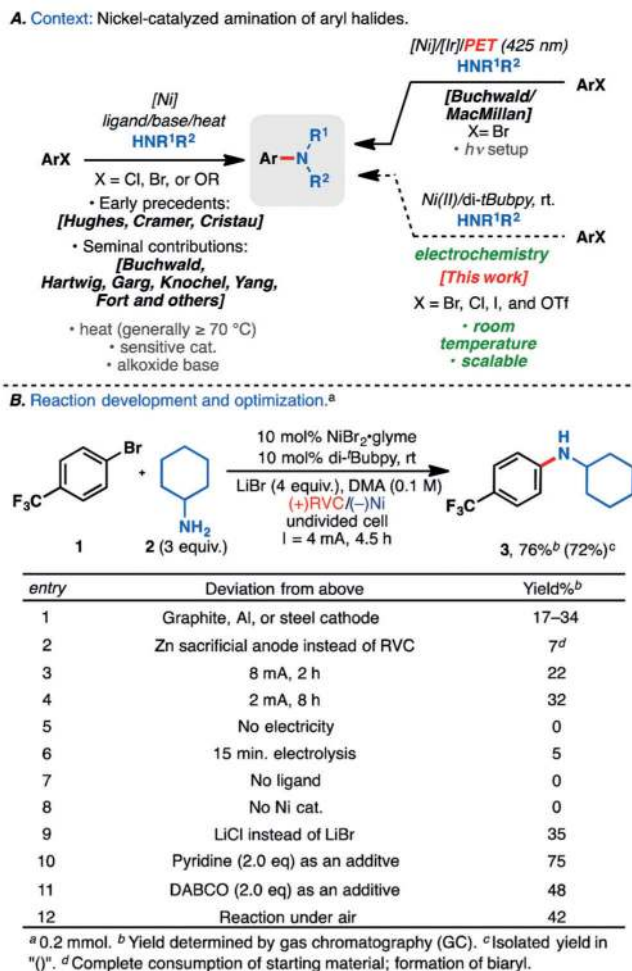 A. Context: Nickel-catalyzed amination of aryl halides.
[Ni]/[Ir]/PET (425 nm)
HNR¹R²
ArX
[Buchwald/
MacMillan]
X= Br
• hν setup
[Ni]
ligand/base/heat
HNR¹R²
ArX
X = Cl, Br, or OR
• Early precedents:
[Hughes, Cramer, Cristau]
• Seminal contributions:
[Buchwald,
Hartwig, Garg, Knochel, Yang,
Fort and others]
• heat (generally ≥ 70 °C)
• sensitive cat.
• alkoxide base
R¹
Ar–N
R²
Ni(II)/di-tBubpy, rt.
HNR¹R²
ArX
electrochemistry
[This work]
X = Br, Cl, I, and OTf
• room
temperature
• scalable
B. Reaction development and optimization.ᵃ
Br
F₃C
1
+
NH₂
2 (3 equiv.)
10 mol% NiBr₂•glyme
10 mol% di-ᵗBubpy, rt
LiBr (4 equiv.), DMA (0.1 M)
(+)RVC/(−)Ni
undivided cell
I = 4 mA, 4.5 h
H
N
F₃C
3, 76%ᵇ (72%)ᶜ
entry Deviation from above Yield%ᵇ
1 Graphite, Al, or steel cathode 17–34
2 Zn sacrificial anode instead of RVC 7ᵈ
3 8 mA, 2 h 22
4 2 mA, 8 h 32
5 No electricity 0
6 15 min. electrolysis 5
7 No ligand 0
8 No Ni cat. 0
9 LiCl instead of LiBr 35
10 Pyridine (2.0 eq) as an additve 75
11 DABCO (2.0 eq) as an additive 48
12 Reaction under air 42
ᵃ 0.2 mmol. ᵇ Yield determined by gas chromatography (GC). ᶜ Isolated yield in
"()". ᵈ Complete consumption of starting material; formation of biaryl.